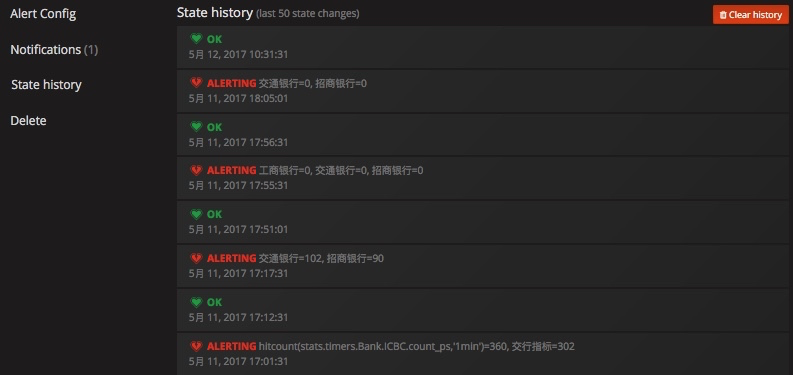 Alert Config
Notifications (1)
State history
Delete
State history (last 50 state changes)
Clear history
OK
5月 12, 2017 10:31:31
ALERTING 交通银行=0, 招商银行=0
5月 11, 2017 18:05:01
OK
5月 11, 2017 17:56:31
ALERTING 工商银行=0, 交通银行=0, 招商银行=0
5月 11, 2017 17:55:31
OK
5月 11, 2017 17:51:01
ALERTING 交通银行=102, 招商银行=90
5月 11, 2017 17:17:31
OK
5月 11, 2017 17:12:31
ALERTING hitcount(stats.timers.Bank.ICBC.count_ps,'1min')=360, 交行指标=302
5月 11, 2017 17:01:31